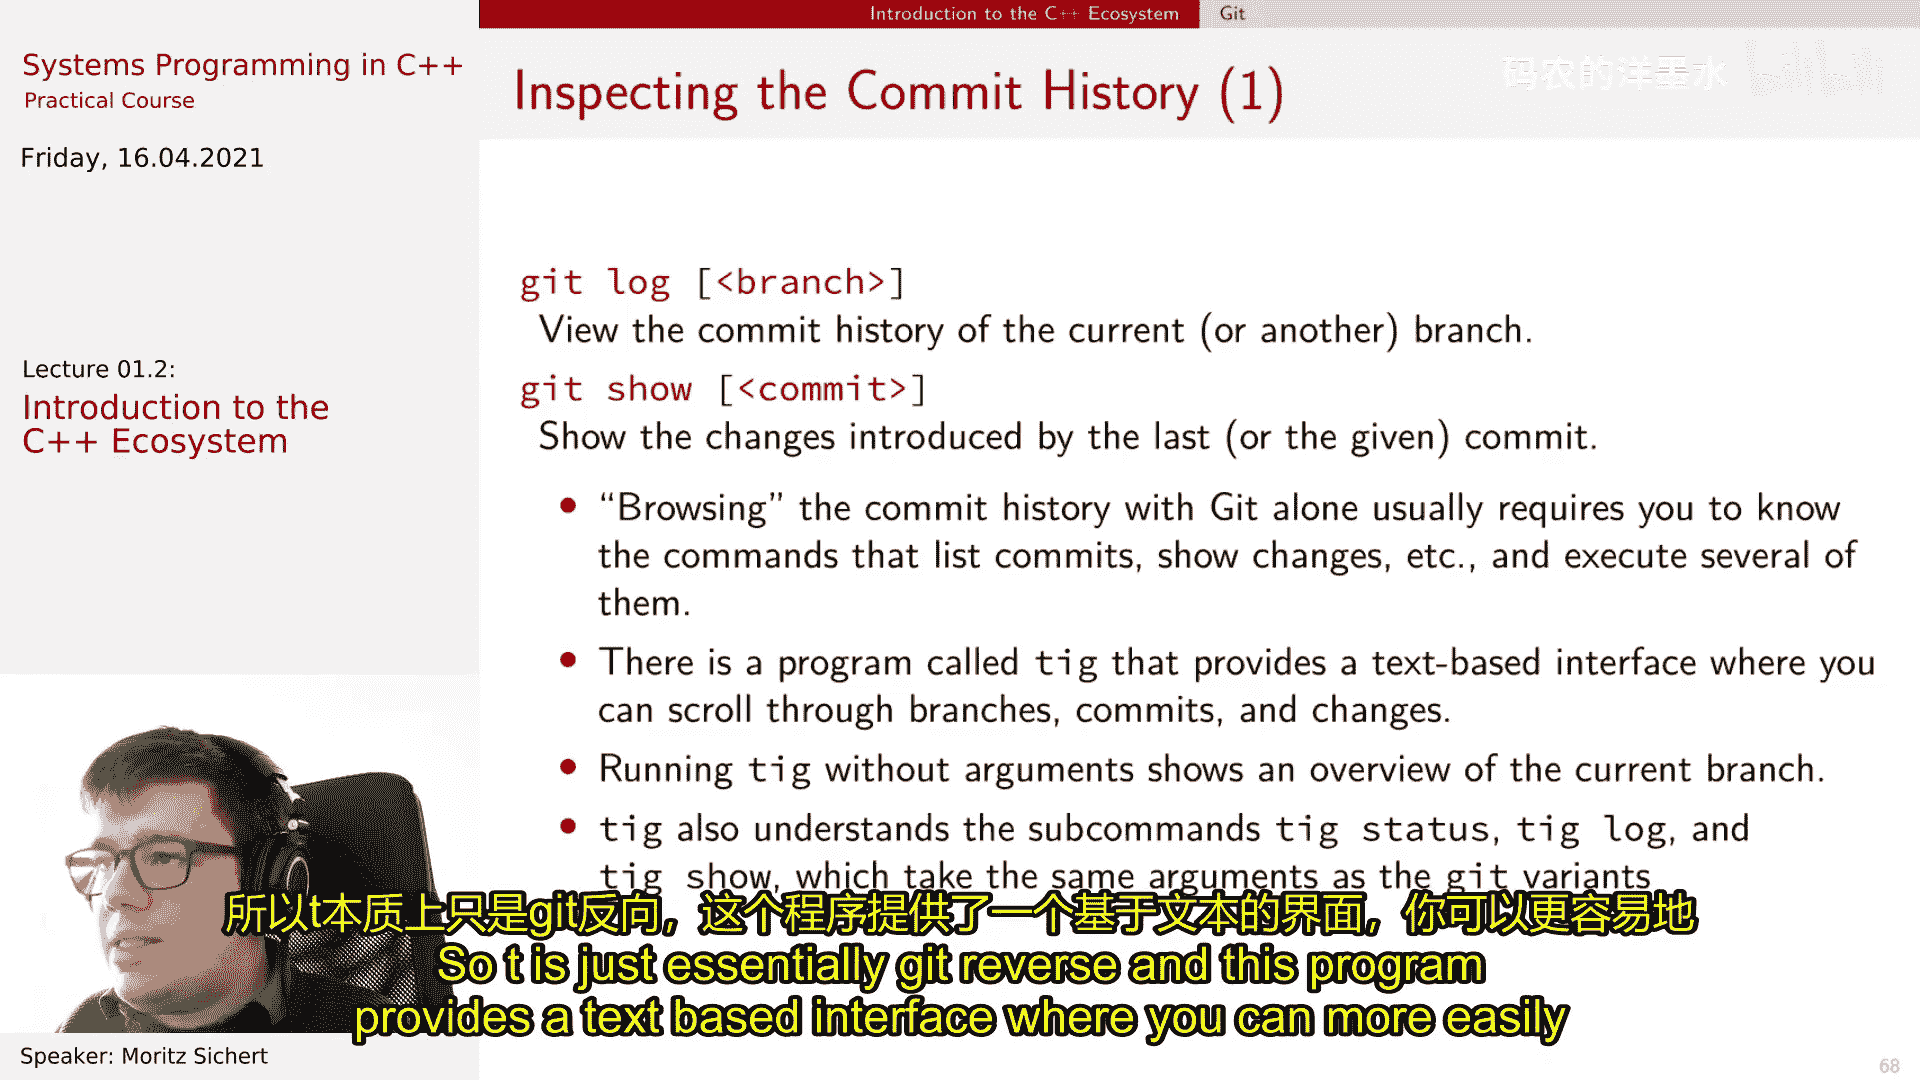 Introduction to the C++ Ecosystem Git
Systems Programming in C++
Practical Course
Friday, 16.04.2021
Inspecting the Commit History (1)
码农的洋墨水
bilibili
git log [<branch>]
View the commit history of the current (or another) branch.
git show [<commit>]
Show the changes introduced by the last (or the given) commit.
Lecture 01.2:
Introduction to the
C++ Ecosystem
• “Browsing” the commit history with Git alone usually requires you to know
the commands that list commits, show changes, etc., and execute several of
them.
• There is a program called tig that provides a text-based interface where you
can scroll through branches, commits, and changes.
• Running tig without arguments shows an overview of the current branch.
• tig also understands the subcommands tig status, tig log, and
tig show, which take the same arguments as the git variants
所以t本质上只是git反向，这个程序提供了一个基于文本的界面，你可以更容易地
So t is just essentially git reverse and this program
provides a text based interface where you can more easily
Speaker: Moritz Sichert
68